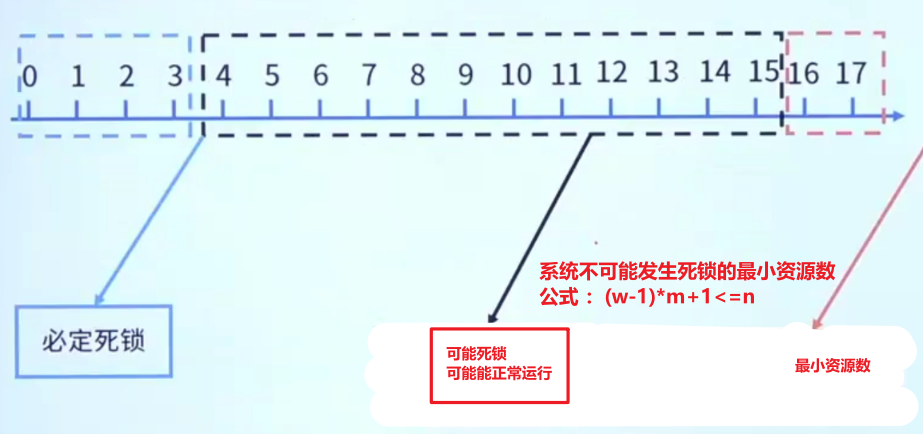 0 1 2 3 4 5 6 7 8 9 10 11 12 13 14 15 16 17
系统不可能发生死锁的最小资源数
公式 ：(w-1)*m+1<=n
必定死锁
可能死锁
可能能正常运行
最小资源数